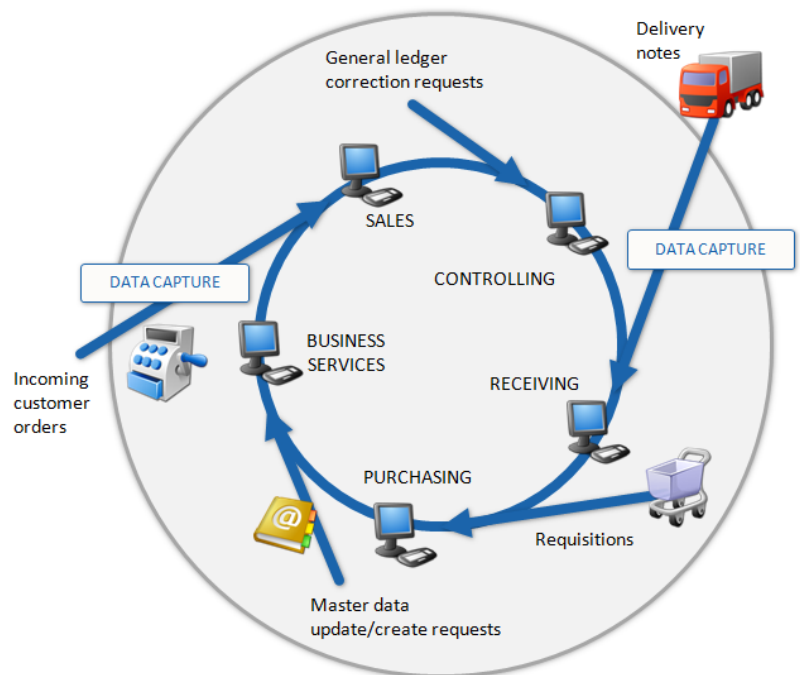 Delivery
notes
General ledger
correction requests
SALES
DATA CAPTURE
CONTROLLING
DATA CAPTURE
BUSINESS
SERVICES
Incoming
customer
orders
RECEIVING
PURCHASING
@
Requisitions
Master data
update/create requests